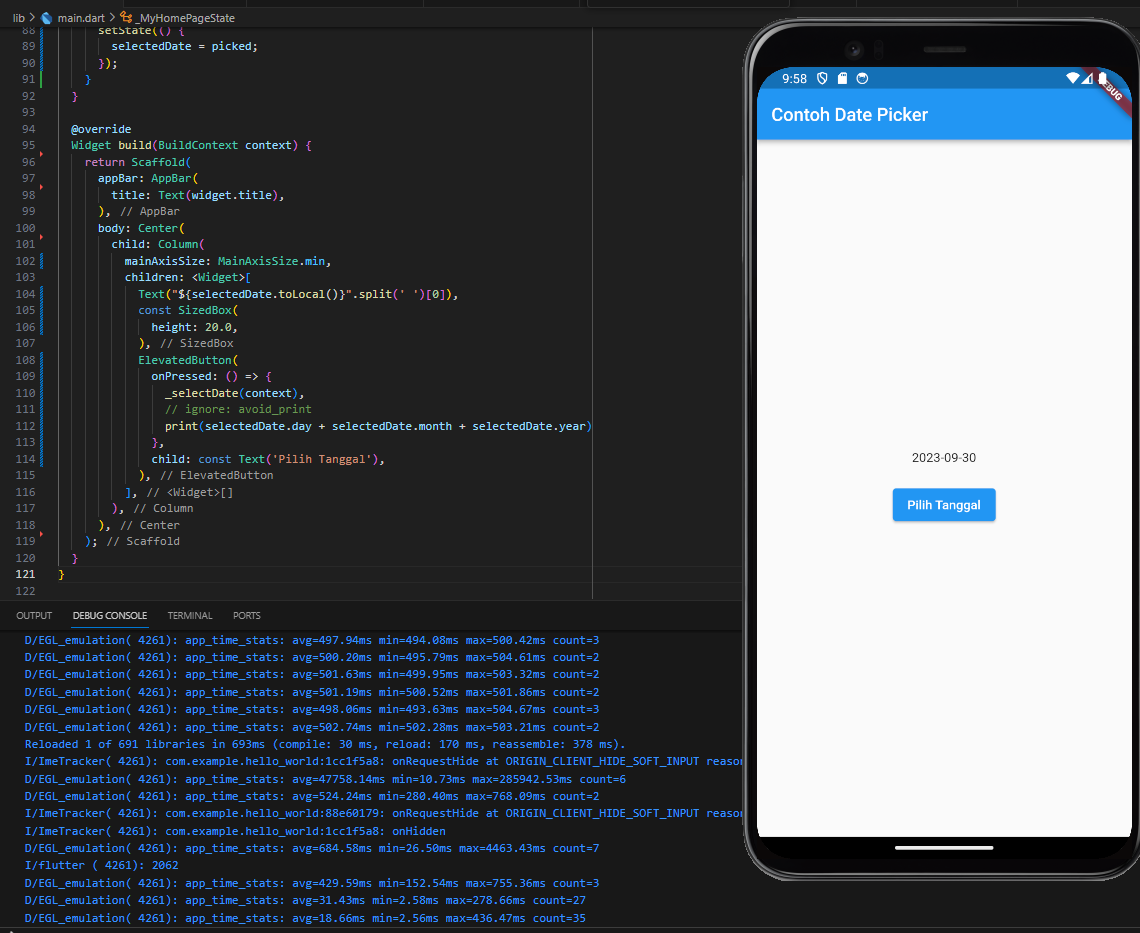 lib > main.dart > _MyHomePageState
88 setState(() {
89 selectedDate = picked;
90 });
91 }
92 }
93
94 @override
95 Widget build(BuildContext context) {
96 return Scaffold(
97 appBar: AppBar(
98 title: Text(widget.title),
99 ), // AppBar
100 body: Center(
101 child: Column(
102 mainAxisSize: MainAxisSize.min,
103 children: <Widget>[
104 Text("${selectedDate.toLocal()}".split(' ')[0]),
105 const SizedBox(
106 height: 20.0,
107 ), // SizedBox
108 ElevatedButton(
109 onPressed: () => {
110 _selectDate(context),
111 // ignore: avoid_print
112 print(selectedDate.day + selectedDate.month + selectedDate.year)
113 },
114 child: const Text('Pilih Tanggal'),
115 ), // ElevatedButton
116 ], // <Widget>[]
117 ), // Column
118 ), // Center
119 ); // Scaffold
120 }
121 }
122
OUTPUT DEBUG CONSOLE TERMINAL PORTS
D/EGL_emulation( 4261): app_time_stats: avg=497.94ms min=494.08ms max=500.42ms count=3
D/EGL_emulation( 4261): app_time_stats: avg=500.20ms min=495.79ms max=504.61ms count=2
D/EGL_emulation( 4261): app_time_stats: avg=501.63ms min=499.95ms max=503.32ms count=2
D/EGL_emulation( 4261): app_time_stats: avg=501.19ms min=500.52ms max=501.86ms count=2
D/EGL_emulation( 4261): app_time_stats: avg=498.06ms min=493.63ms max=504.67ms count=3
D/EGL_emulation( 4261): app_time_stats: avg=502.74ms min=502.28ms max=503.21ms count=2
Reloaded 1 of 691 libraries in 693ms (compile: 30 ms, reload: 170 ms, reassemble: 378 ms).
I/ImeTracker( 4261): com.example.hello_world:1cc1f5a8: onRequestHide at ORIGIN_CLIENT_HIDE_SOFT_INPUT reason
D/EGL_emulation( 4261): app_time_stats: avg=47758.14ms min=10.73ms max=285942.53ms count=6
D/EGL_emulation( 4261): app_time_stats: avg=524.24ms min=280.40ms max=768.09ms count=2
I/ImeTracker( 4261): com.example.hello_world:88e60179: onRequestHide at ORIGIN_CLIENT_HIDE_SOFT_INPUT reason
I/ImeTracker( 4261): com.example.hello_world:1cc1f5a8: onHidden
D/EGL_emulation( 4261): app_time_stats: avg=684.58ms min=26.50ms max=4463.43ms count=7
I/flutter ( 4261): 2062
D/EGL_emulation( 4261): app_time_stats: avg=429.59ms min=152.54ms max=755.36ms count=3
D/EGL_emulation( 4261): app_time_stats: avg=31.43ms min=2.58ms max=278.66ms count=27
D/EGL_emulation( 4261): app_time_stats: avg=18.66ms min=2.56ms max=436.47ms count=35
9:58
DEBUG
Contoh Date Picker
2023-09-30
Pilih Tanggal